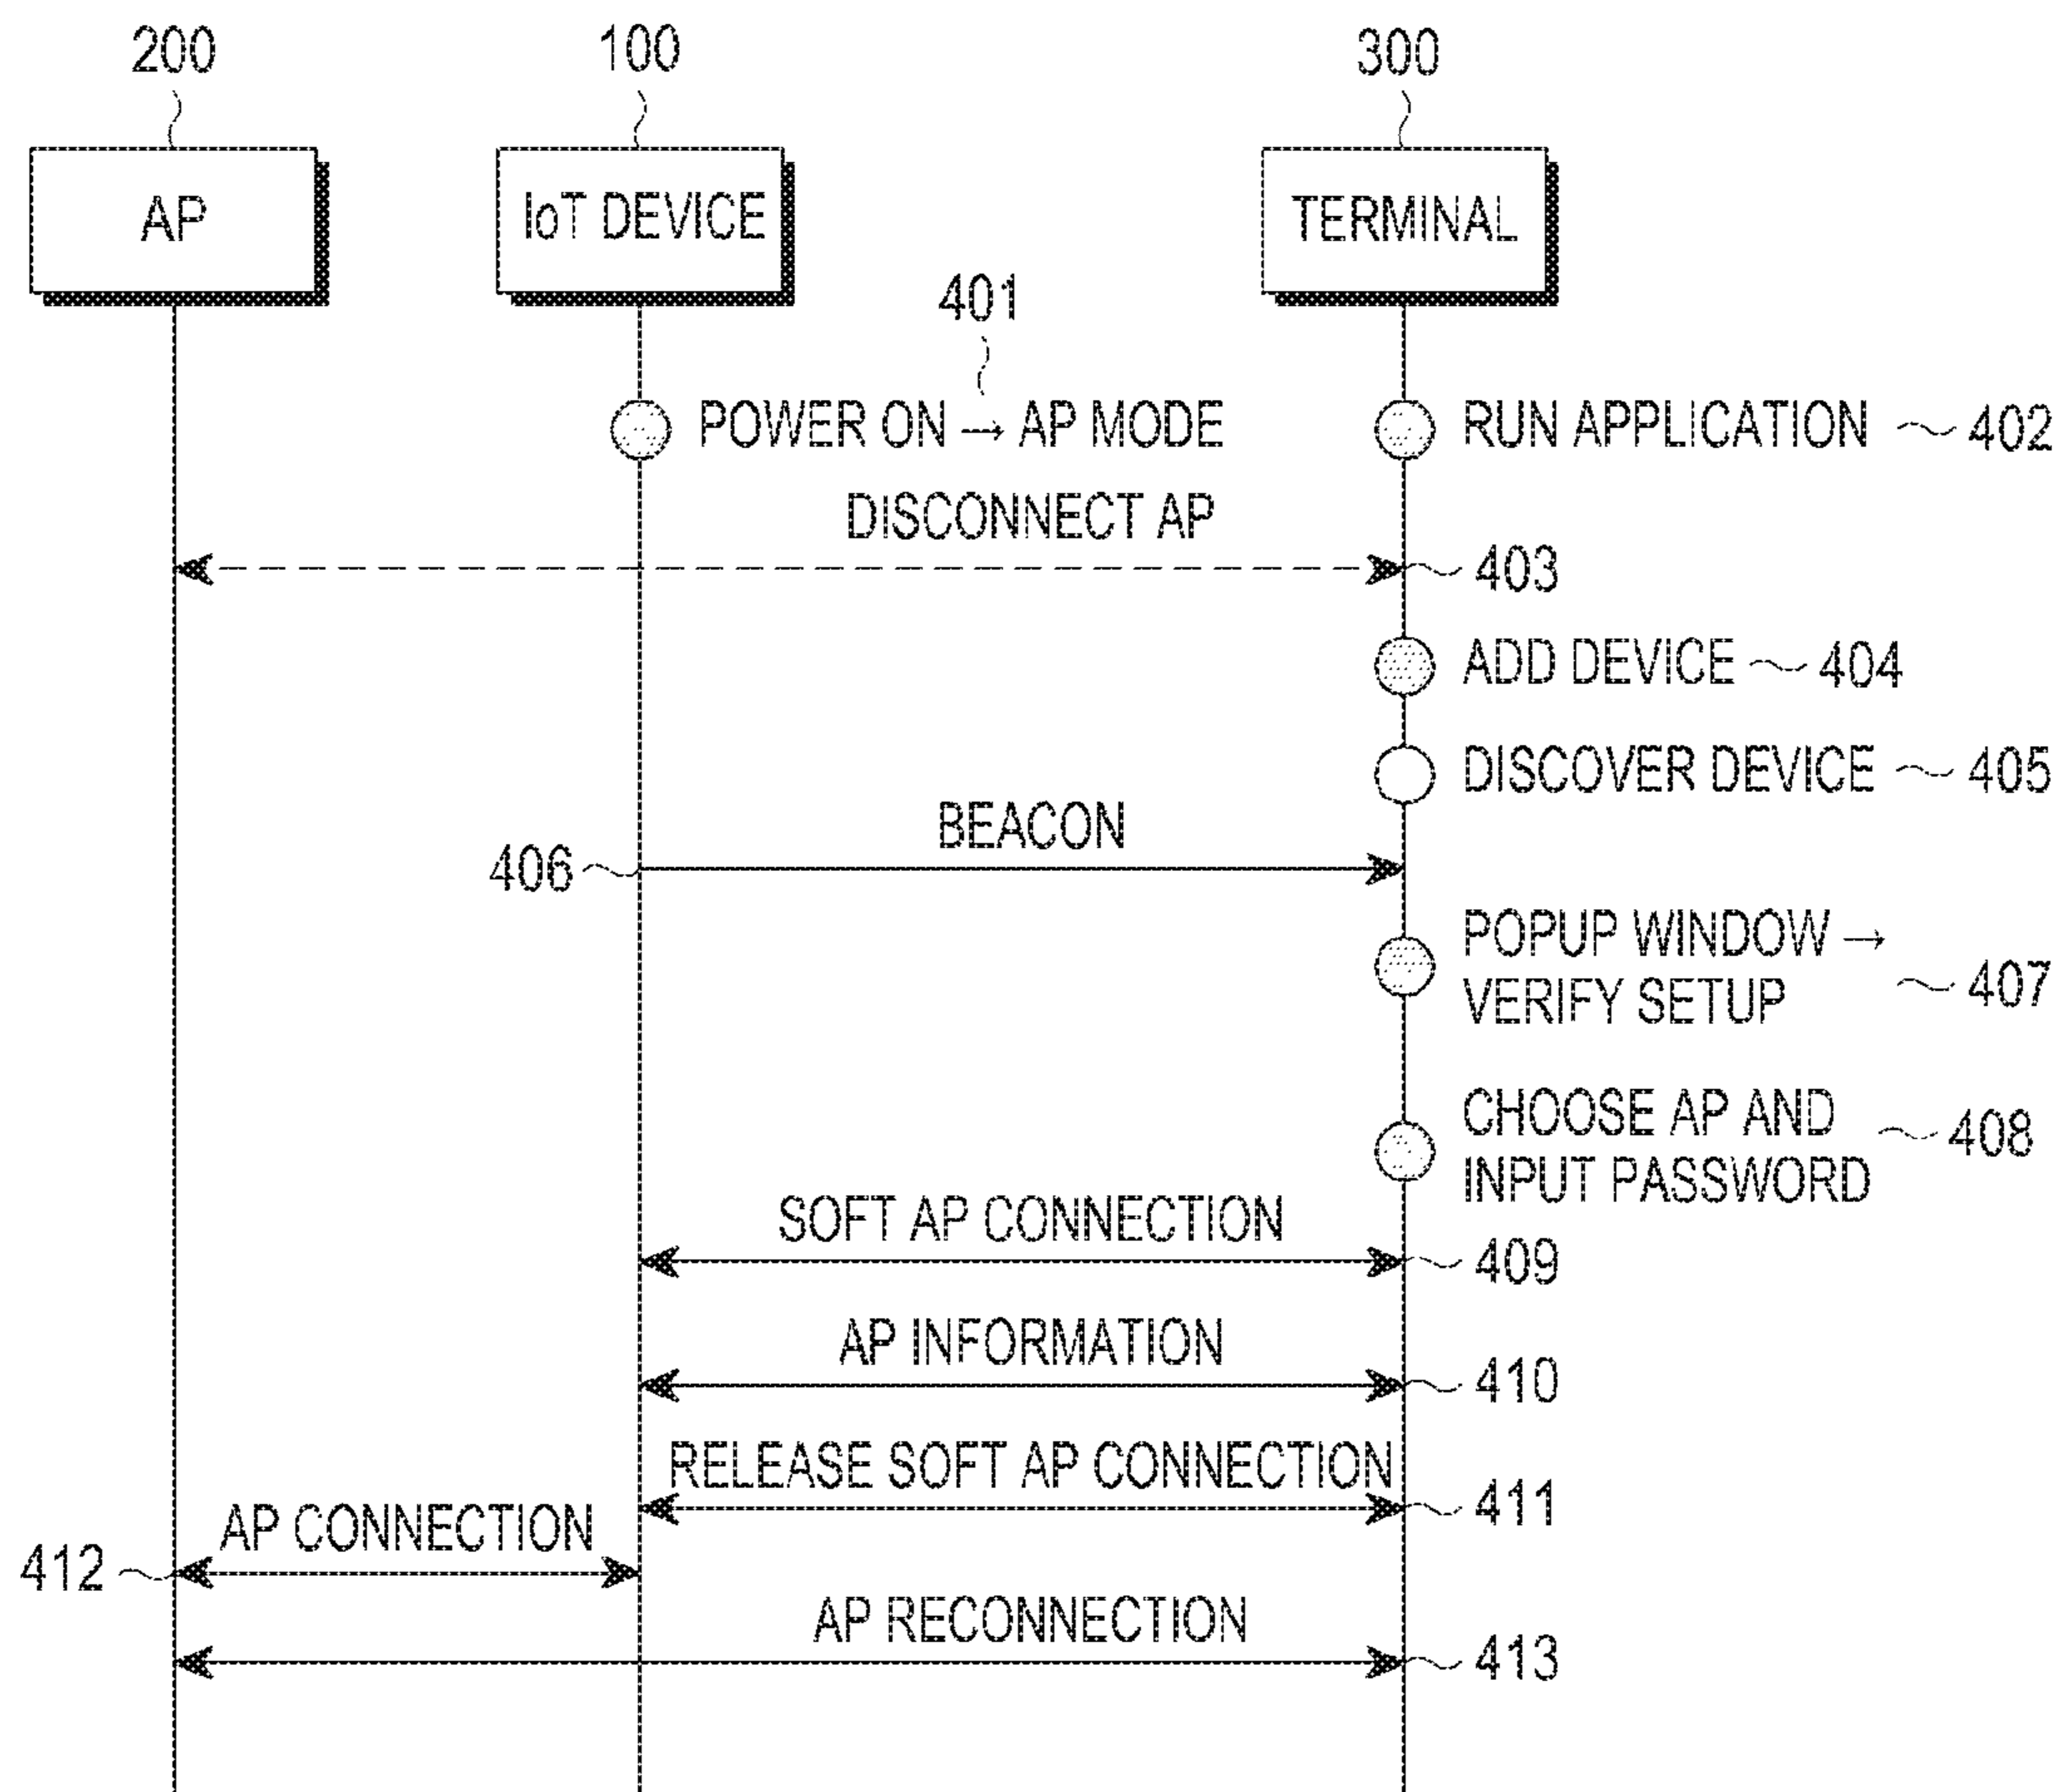 200
100
300
AP
IoT DEVICE
TERMINAL
401
POWER ON → AP MODE
RUN APPLICATION
402
DISCONNECT AP
403
ADD DEVICE
404
DISCOVER DEVICE
405
BEACON
406
POPUP WINDOW →
VERIFY SETUP
407
CHOOSE AP AND
INPUT PASSWORD
408
SOFT AP CONNECTION
409
AP INFORMATION
410
RELEASE SOFT AP CONNECTION
411
AP CONNECTION
412
AP RECONNECTION
413